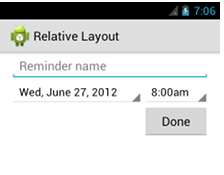 7:06
Relative Layout
Reminder name
Wed, June 27, 2012 8:00am
Done